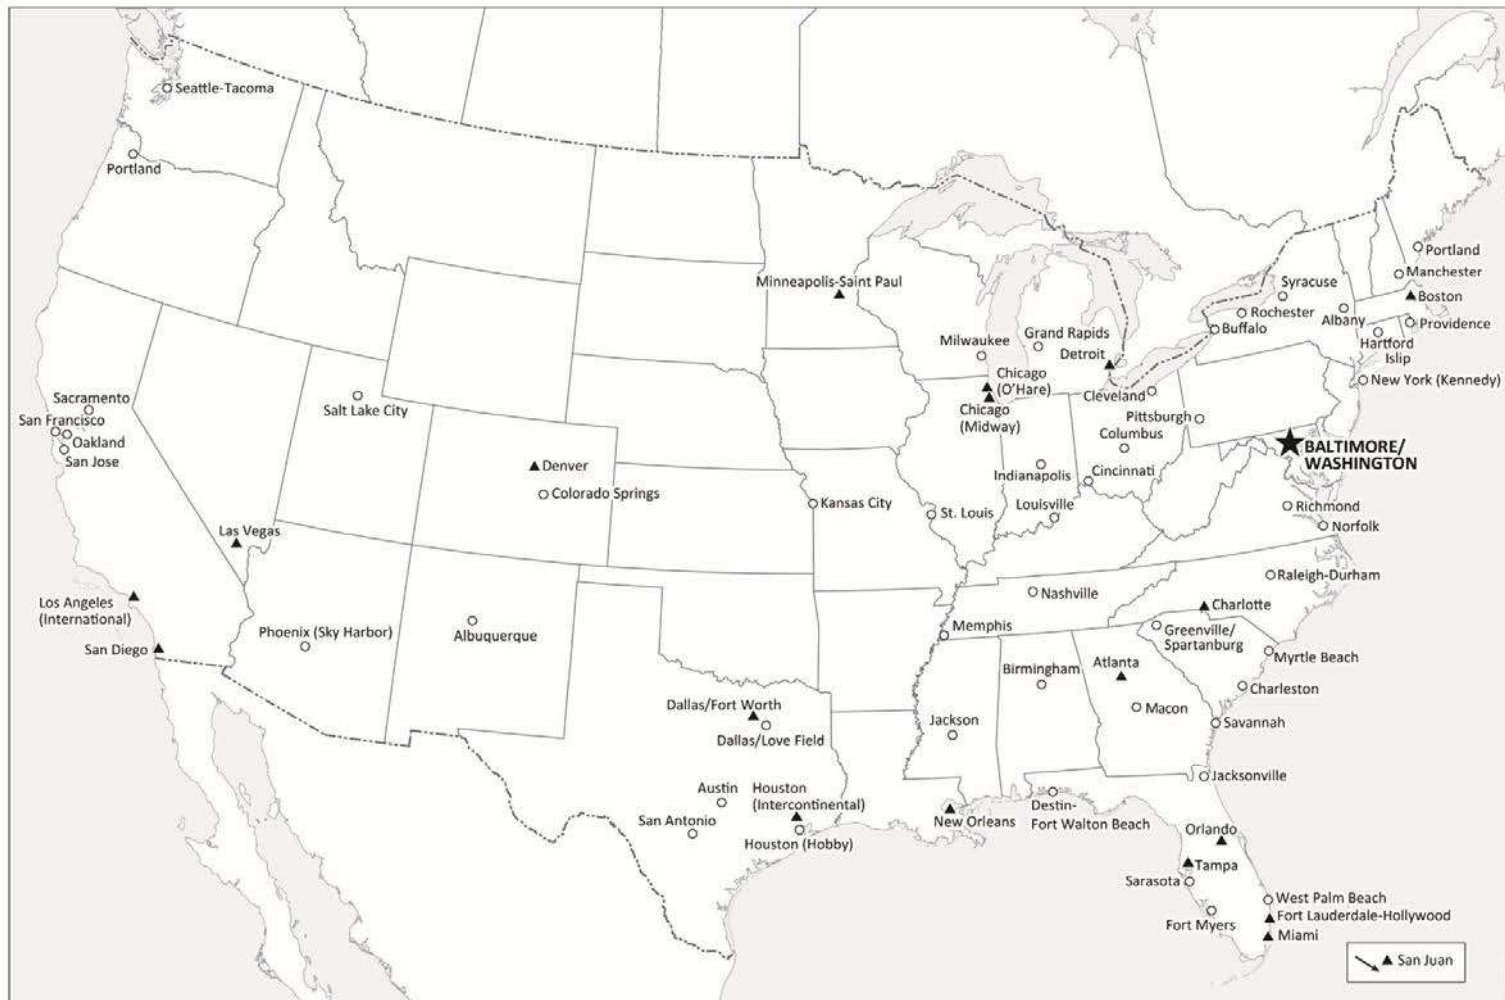 Seattle-Tacoma
Portland
Portland
Minneapolis-Saint Paul
Manchester
Syracuse
Boston
Rochester
Albany
Providence
Buffalo
Grand Rapids
Milwaukee
Detroit
Hartford
Islip
Chicago
(O'Hare)
New York (Kennedy)
Sacramento
Salt Lake City
Cleveland
San Francisco
Chicago
(Midway)
Pittsburgh
Oakland
Columbus
BALTIMORE/
WASHINGTON
San Jose
Denver
Indianapolis
Cincinnati
Colorado Springs
Kansas City
St. Louis
Louisville
Richmond
Norfolk
Las Vegas
Raleigh-Durham
Nashville
Los Angeles
(International)
Charlotte
Phoenix (Sky Harbor)
Albuquerque
Memphis
Greenville/
Spartanburg
San Diego
Myrtle Beach
Birmingham
Atlanta
Charleston
Dallas/Fort Worth
Macon
Jackson
Savannah
Dallas/Love Field
Jacksonville
Austin
Houston
(Intercontinental)
Destin-
Fort Walton Beach
San Antonio
New Orleans
Orlando
Houston (Hobby)
Tampa
Sarasota
West Palm Beach
Fort Lauderdale-Hollywood
Fort Myers
Miami
San Juan